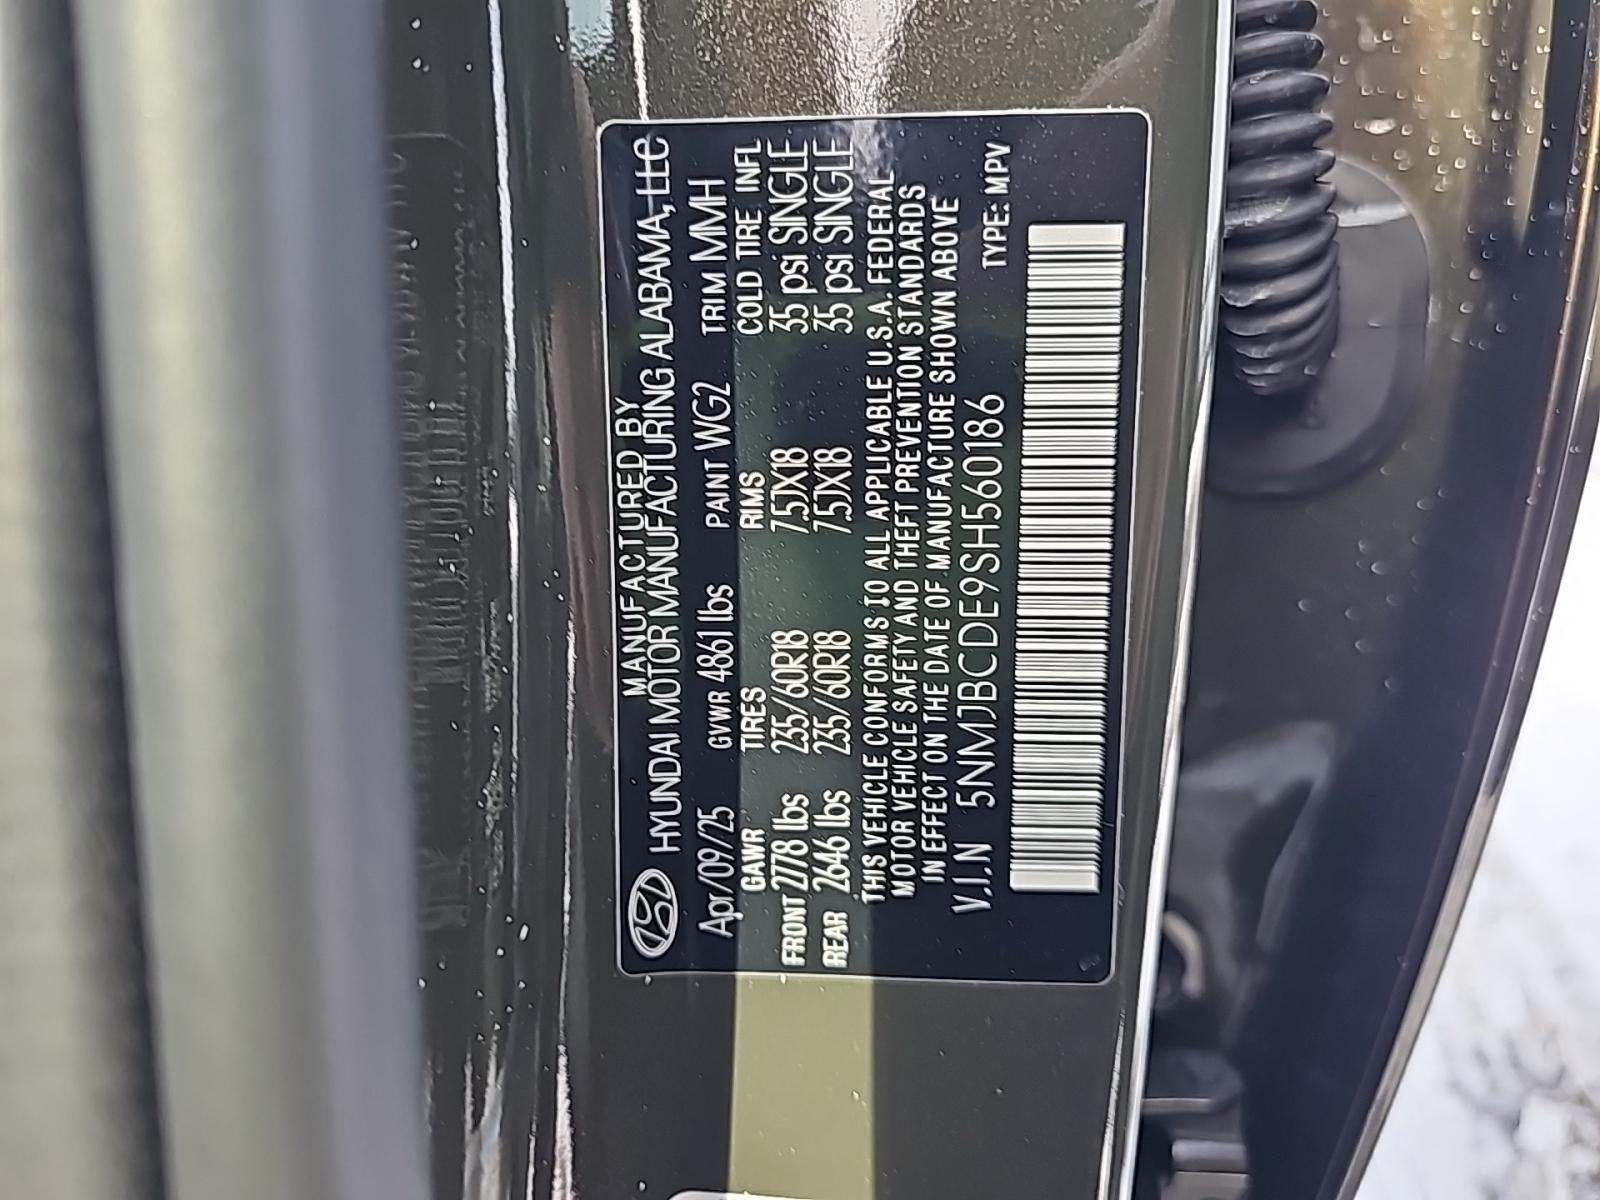 MANUFACTURED BY
HYUNDAI MOTOR MANUFACTURING ALABAMA, LLC
Apr/09/25 GVWR 4861 lbs PAINT WG2 TRIM MMH
GAWR TIRES RIMS COLD TIRE INFL
FRONT 2778 lbs 235/60R18 7.5JX18 35 psi SINGLE
REAR 2646 lbs 235/60R18 7.5JX18 35 psi SINGLE
THIS VEHICLE CONFORMS TO ALL APPLICABLE U.S.A. FEDERAL
MOTOR VEHICLE SAFETY AND THEFT PREVENTION STANDARDS
IN EFFECT ON THE DATE OF MANUFACTURE SHOWN ABOVE
V.I.N 5NMJBCDE9SH560186 TYPE: MPV